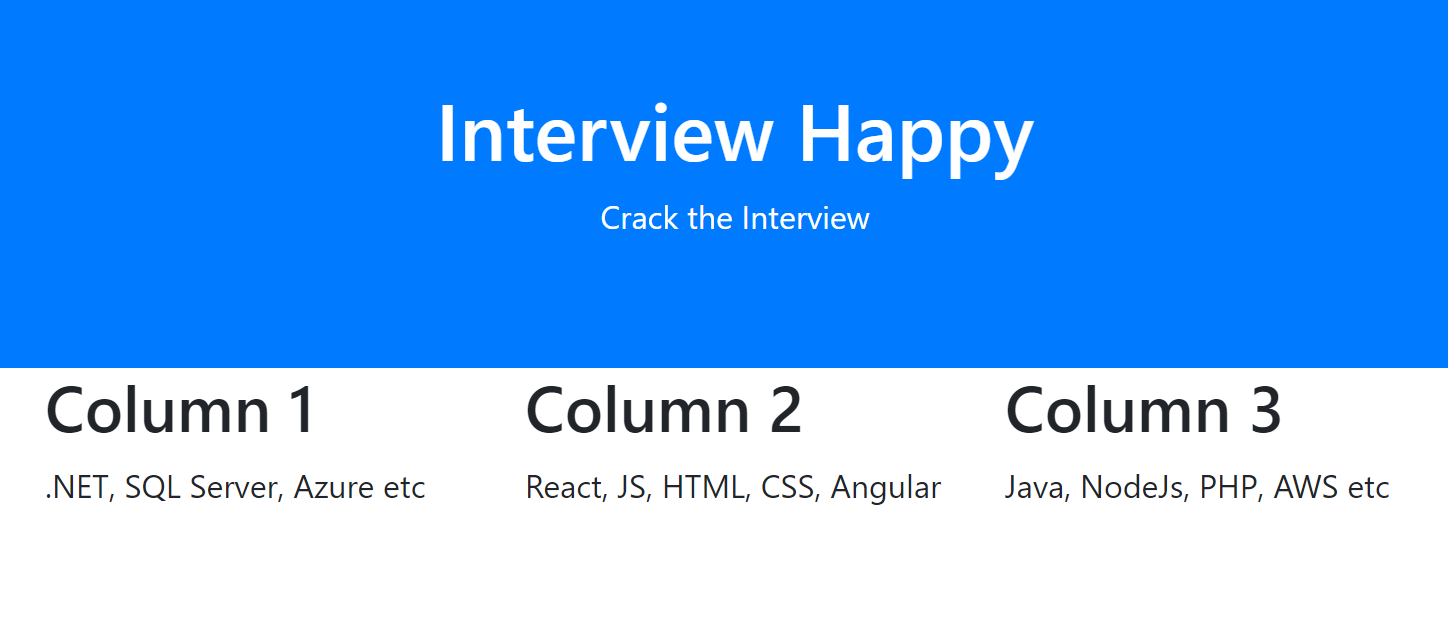 Interview Happy
Crack the Interview
Column 1
.NET, SQL Server, Azure etc
Column 2
React, JS, HTML, CSS, Angular
Column 3
Java, NodeJs, PHP, AWS etc